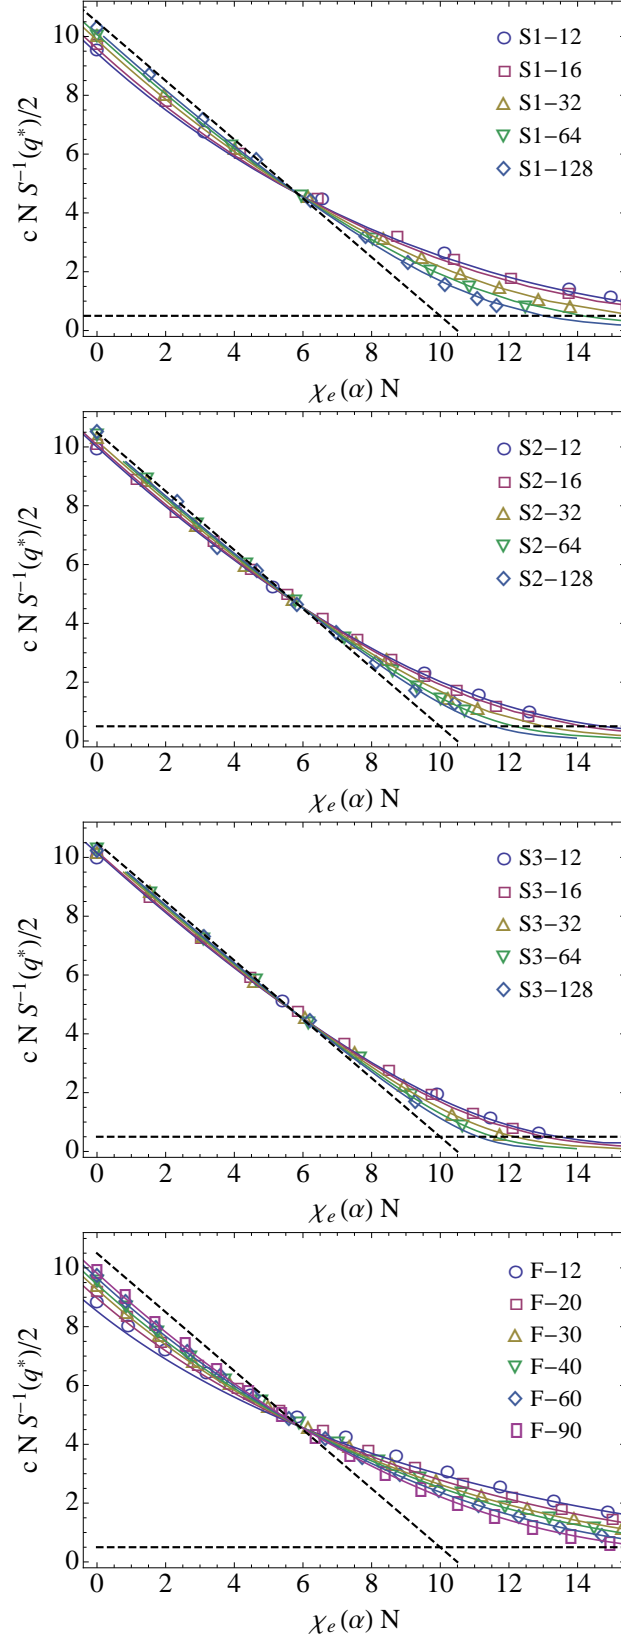 10
8
6
4
2
0
c N S⁻¹(q*)/2
S1−12
S1−16
S1−32
S1−64
S1−128
0 2 4 6 8 10 12 14
χₑ(α) N
10
8
6
4
2
0
c N S⁻¹(q*)/2
S2−12
S2−16
S2−32
S2−64
S2−128
0 2 4 6 8 10 12 14
χₑ(α) N
10
8
6
4
2
0
c N S⁻¹(q*)/2
S3−12
S3−16
S3−32
S3−64
S3−128
0 2 4 6 8 10 12 14
χₑ(α) N
10
8
6
4
2
0
c N S⁻¹(q*)/2
F−12
F−20
F−30
F−40
F−60
F−90
0 2 4 6 8 10 12 14
χₑ(α) N